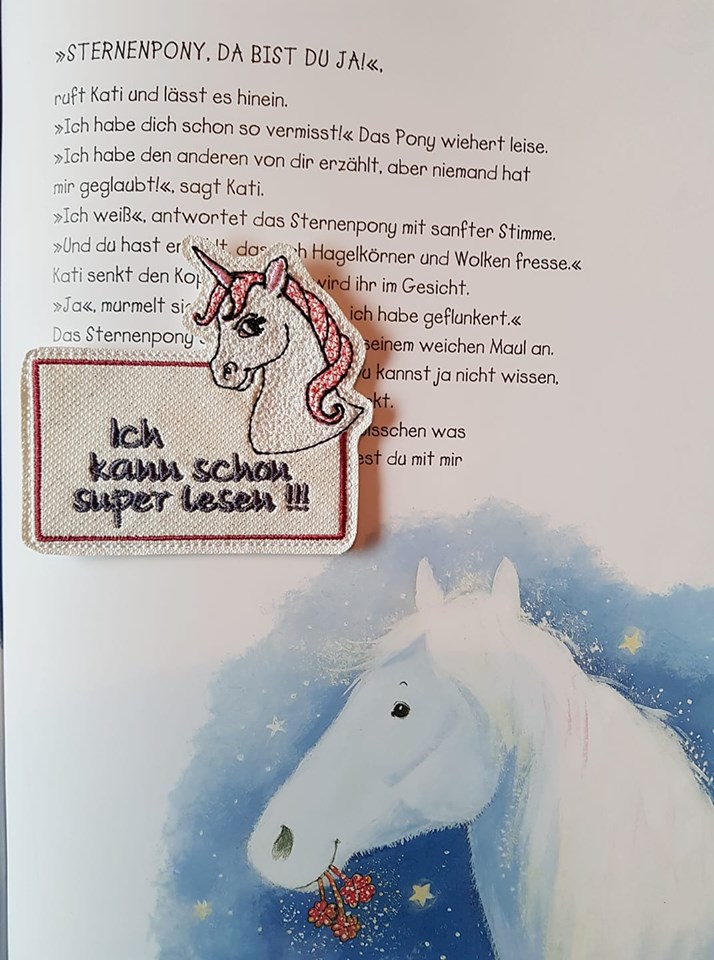 »STERNENPONY, DA BIST DU JA!«,
ruft Kati und lässt es hinein.
»Ich habe dich schon so vermisst!« Das Pony wiehert leise.
»Ich habe den anderen von dir erzählt, aber niemand hat
mir geglaubt!«, sagt Kati.
»Ich weiß«, antwortet das Sternenpony mit sanfter Stimme.
»Und du hast Hagelkörner und Wolken fresse.«
Kati senkt den wird ihr im Gesicht.
»Ja«, murmelt ich habe geflunkert.«
Das Sternenpony seinem weichen Maul an.
kannst ja nicht wissen,
bisschen was
du mit mir
Ich
kann schon
super lesen !!!